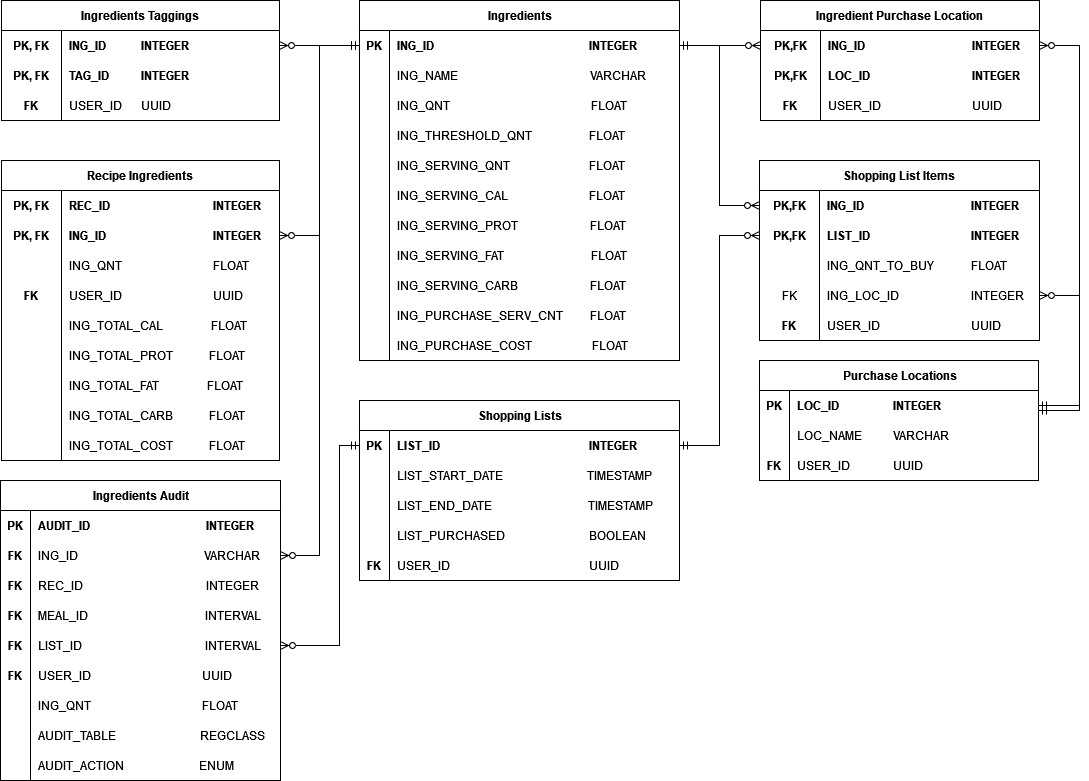 Ingredients Taggings
PK, FK ING_ID INTEGER
PK, FK TAG_ID INTEGER
FK USER_ID UUID
Recipe Ingredients
PK, FK REC_ID INTEGER
PK, FK ING_ID INTEGER
ING_QNT FLOAT
FK USER_ID UUID
ING_TOTAL_CAL FLOAT
ING_TOTAL_PROT FLOAT
ING_TOTAL_FAT FLOAT
ING_TOTAL_CARB FLOAT
ING_TOTAL_COST FLOAT
Ingredients Audit
PK AUDIT_ID INTEGER
FK ING_ID VARCHAR
FK REC_ID INTEGER
FK MEAL_ID INTERVAL
FK LIST_ID INTERVAL
FK USER_ID UUID
ING_QNT FLOAT
AUDIT_TABLE REGCLASS
AUDIT_ACTION ENUM
Ingredients
PK ING_ID INTEGER
ING_NAME VARCHAR
ING_QNT FLOAT
ING_THRESHOLD_QNT FLOAT
ING_SERVING_QNT FLOAT
ING_SERVING_CAL FLOAT
ING_SERVING_PROT FLOAT
ING_SERVING_FAT FLOAT
ING_SERVING_CARB FLOAT
ING_PURCHASE_SERV_CNT FLOAT
ING_PURCHASE_COST FLOAT
Shopping Lists
PK LIST_ID INTEGER
LIST_START_DATE TIMESTAMP
LIST_END_DATE TIMESTAMP
LIST_PURCHASED BOOLEAN
FK USER_ID UUID
Ingredient Purchase Location
PK,FK ING_ID INTEGER
PK,FK LOC_ID INTEGER
FK USER_ID UUID
Shopping List Items
PK,FK ING_ID INTEGER
PK,FK LIST_ID INTEGER
ING_QNT_TO_BUY FLOAT
FK ING_LOC_ID INTEGER
FK USER_ID UUID
Purchase Locations
PK LOC_ID INTEGER
LOC_NAME VARCHAR
FK USER_ID UUID